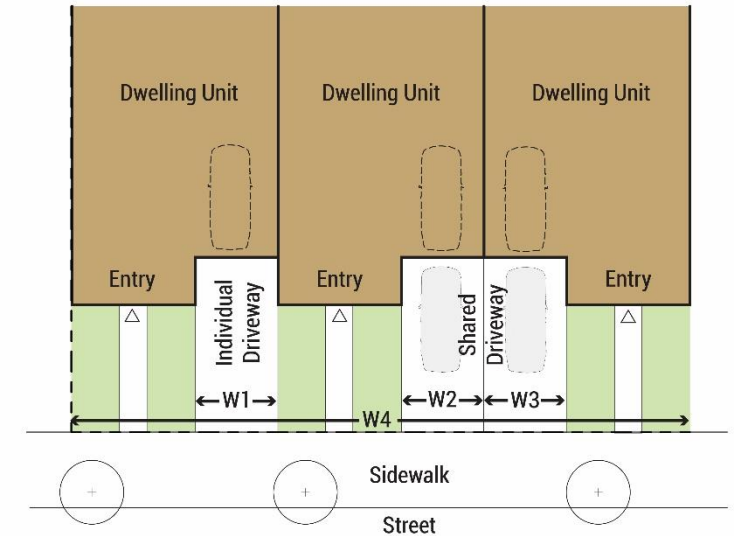 Dwelling Unit
Dwelling Unit
Dwelling Unit
Entry
Individual
Driveway
Entry
Shared
Driveway
Entry
W1
W2
W3
W4
Sidewalk
Street